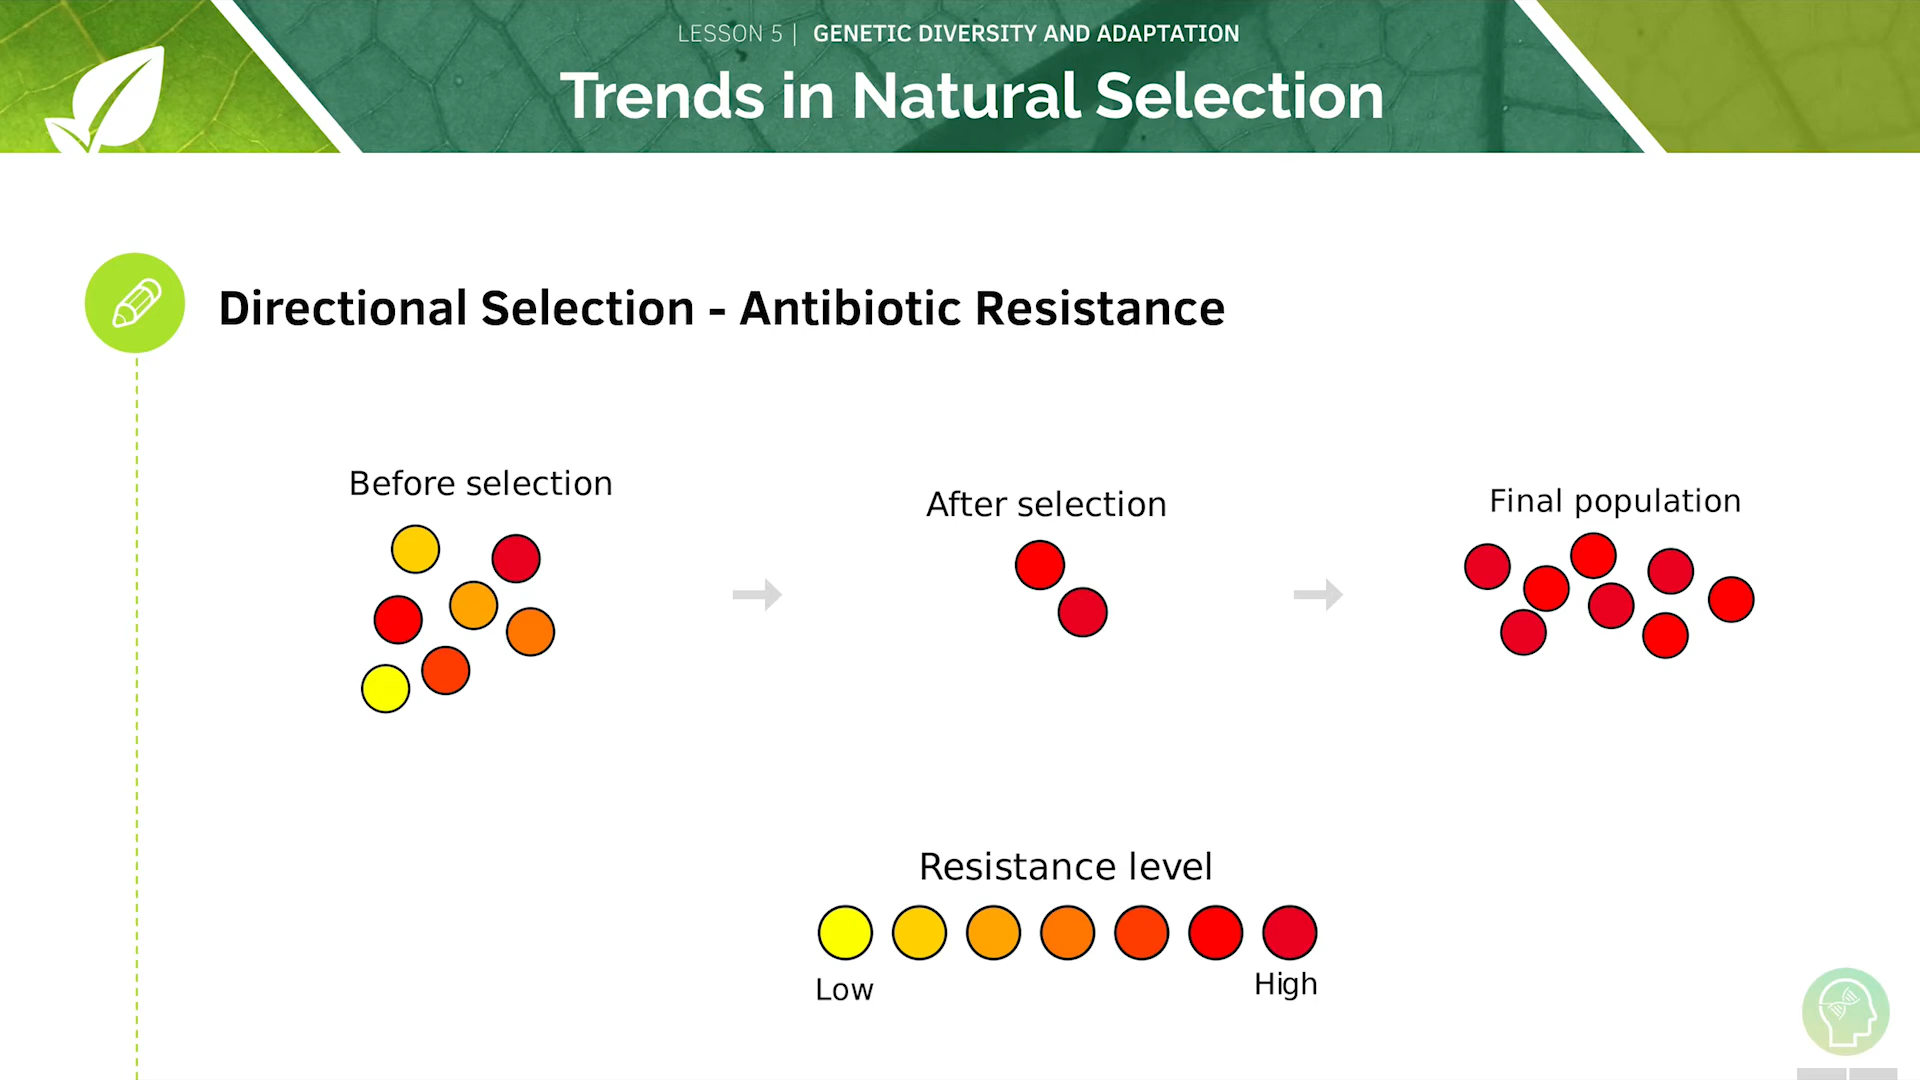 LESSON 5 | GENETIC DIVERSITY AND ADAPTATION
Trends in Natural Selection
Directional Selection - Antibiotic Resistance
Before selection
After selection
Final population
Resistance level
Low
High